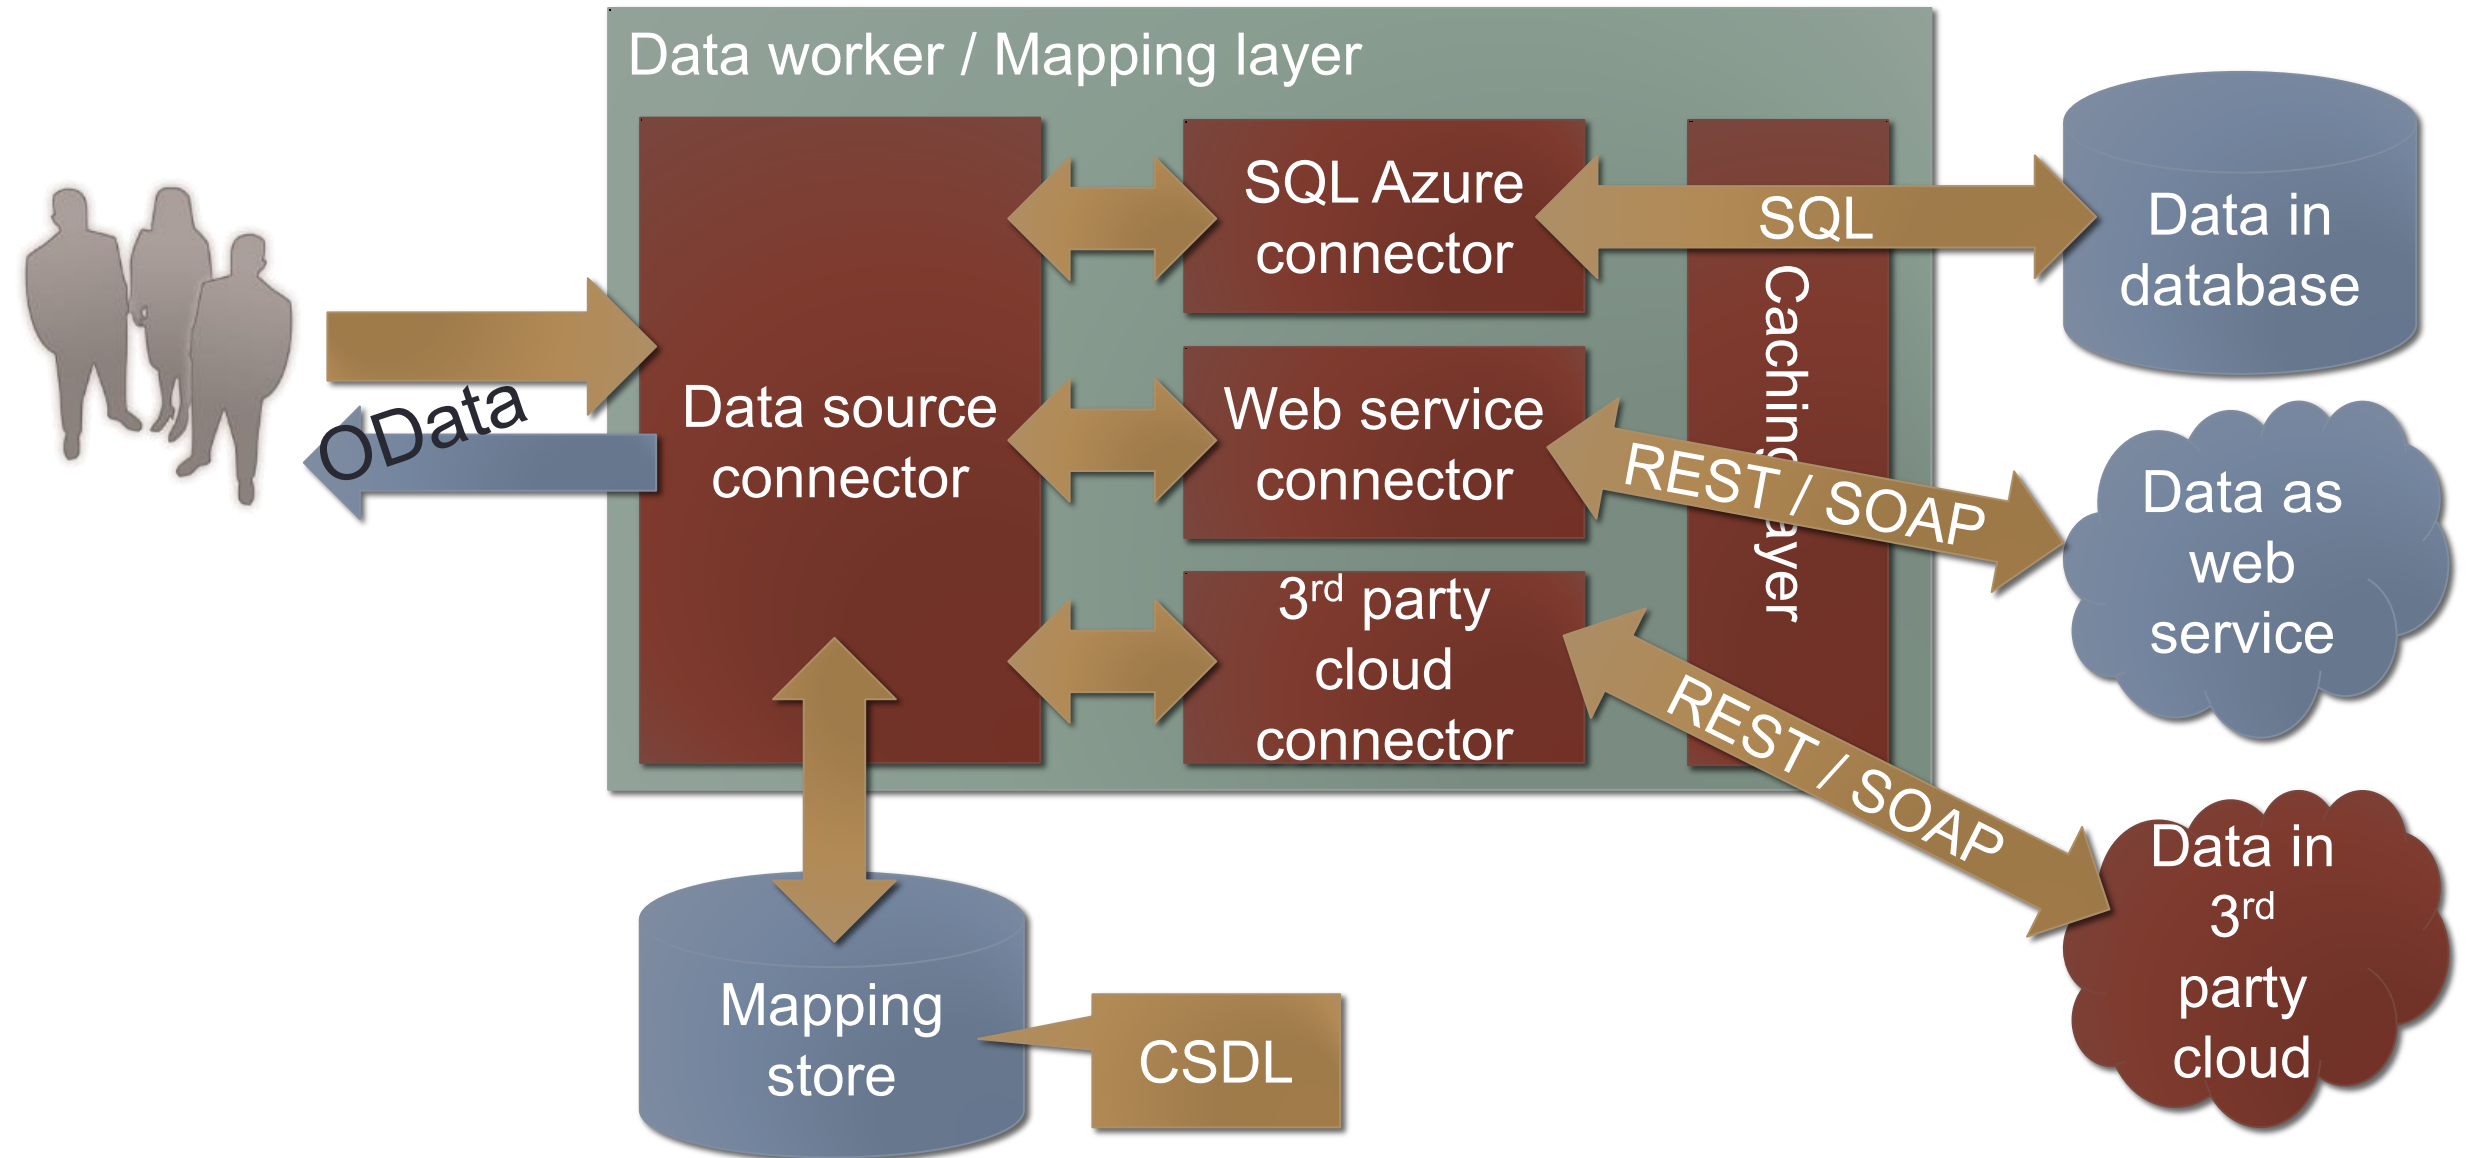 Data worker / Mapping layer
SQL Azure
connector
SQL
Data in
database
OData
Data source
connector
Web service
connector
Caching
ayer
REST / SOAP
Data as
web
service
3rd party
cloud
connector
REST / SOAP
Data in
3rd
party
cloud
Mapping
store
CSDL